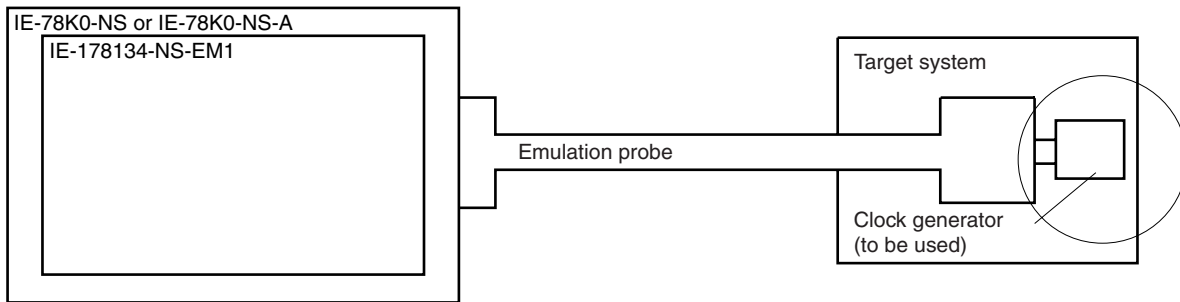 IE-78K0-NS or IE-78K0-NS-A
IE-178134-NS-EM1
Emulation probe
Target system
Clock generator
(to be used)